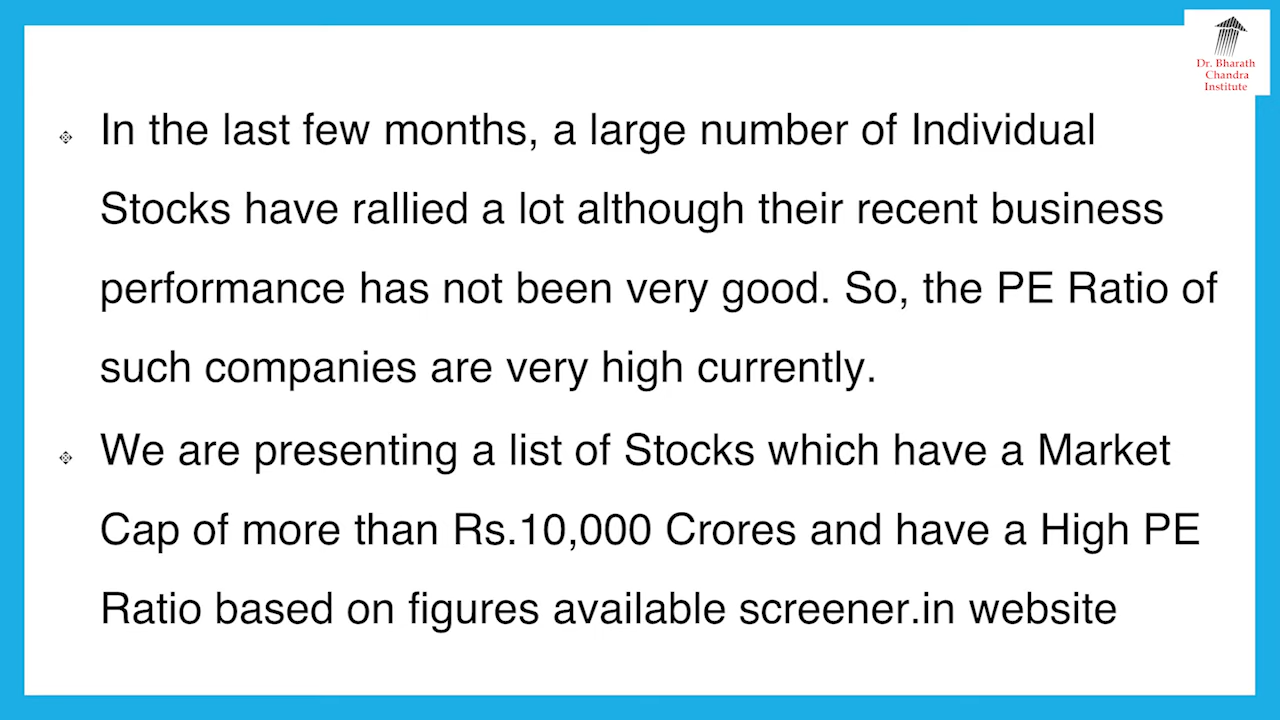 Dr. Bharath
Chandra
Institute
In the last few months, a large number of Individual
Stocks have rallied a lot although their recent business
performance has not been very good. So, the PE Ratio of
such companies are very high currently.
We are presenting a list of Stocks which have a Market
Cap of more than Rs.10,000 Crores and have a High PE
Ratio based on figures available screener.in website